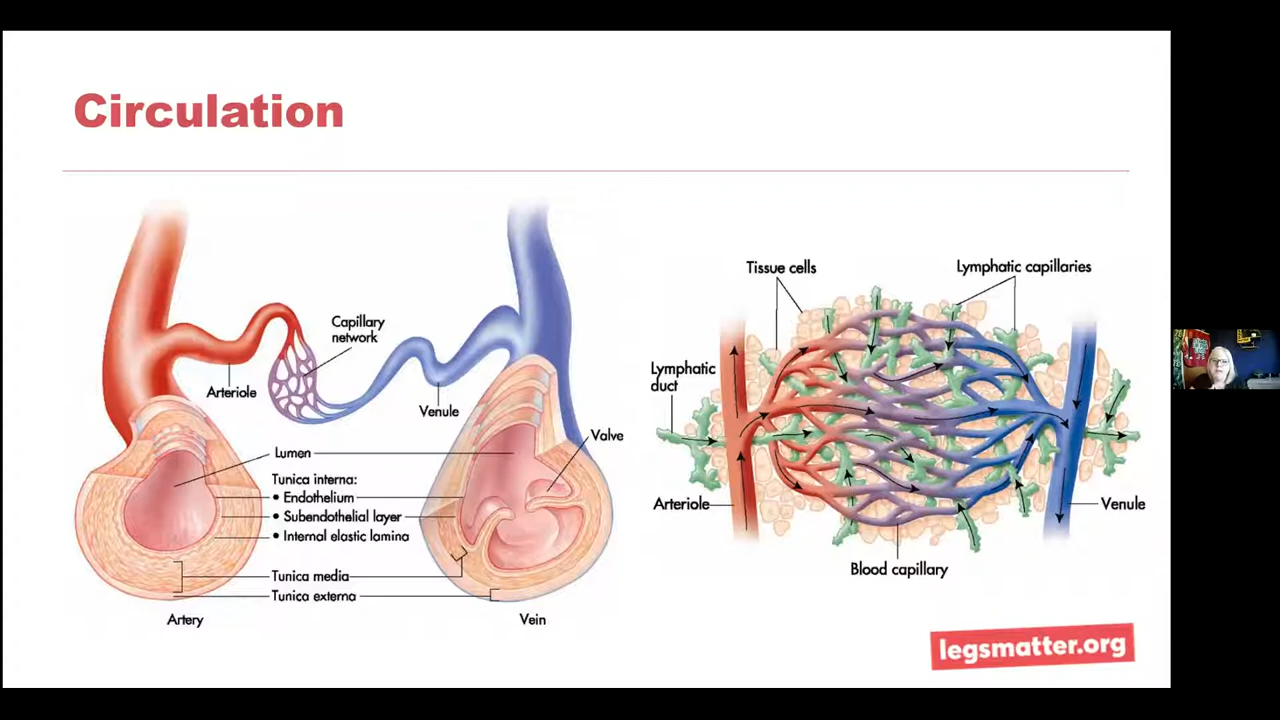 Circulation
Capillary
network
Arteriole
Venule
Valve
Lumen
Tunica interna:
• Endothelium
• Subendothelial layer
• Internal elastic lamina
Tunica media
Tunica externa
Artery
Vein
Tissue cells
Lymphatic capillaries
Lymphatic
duct
Arteriole
Venule
Blood capillary
legsmatter.org